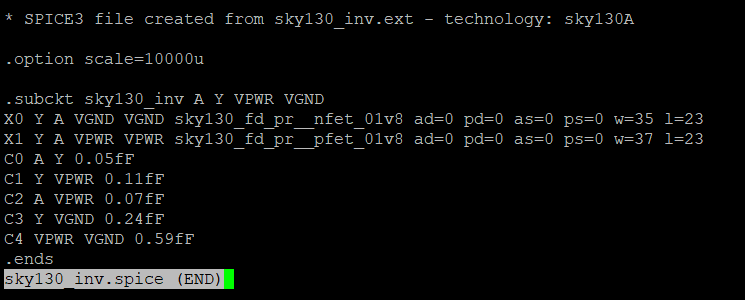 * SPICE3 file created from sky130_inv.ext - technology: sky130A
.option scale=10000u
.subckt sky130_inv A Y VPWR VGND
X0 Y A VGND VGND sky130_fd_pr__nfet_01v8 ad=0 pd=0 as=0 ps=0 w=35 l=23
X1 Y A VPWR VPWR sky130_fd_pr__pfet_01v8 ad=0 pd=0 as=0 ps=0 w=37 l=23
C0 A Y 0.05fF
C1 Y VPWR 0.11fF
C2 A VPWR 0.07fF
C3 Y VGND 0.24fF
C4 VPWR VGND 0.59fF
.ends
sky130_inv.spice (END)